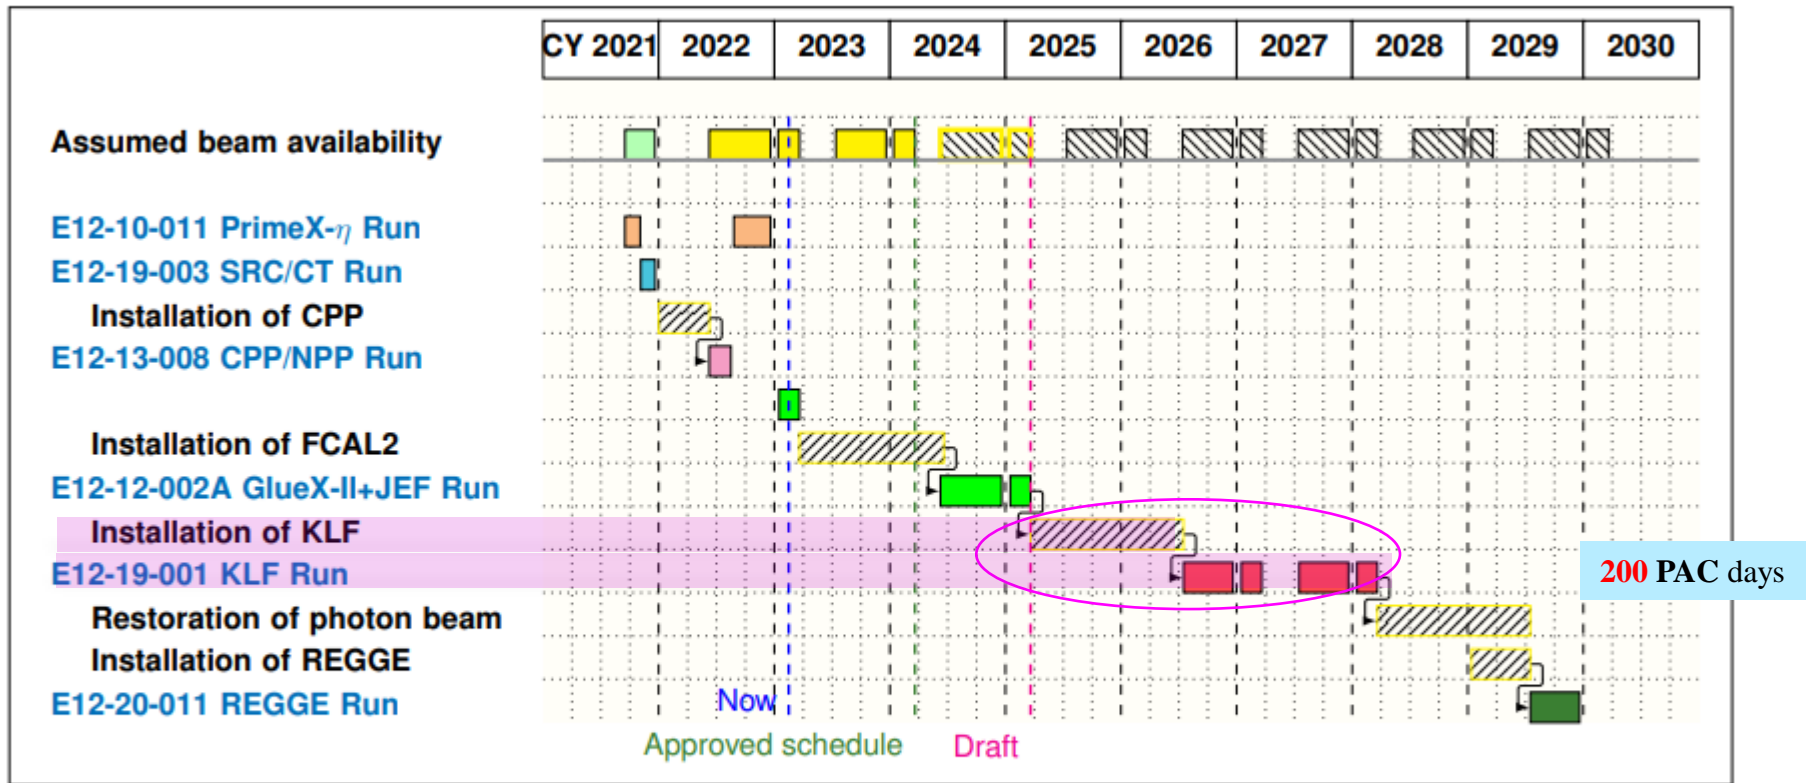 CY 2021 2022 2023 2024 2025 2026 2027 2028 2029 2030
Assumed beam availability
E12-10-011 PrimeX-η Run
E12-19-003 SRC/CT Run
Installation of CPP
E12-13-008 CPP/NPP Run
Installation of FCAL2
E12-12-002A GlueX-II+JEF Run
Installation of KLF
E12-19-001 KLF Run
200 PAC days
Restoration of photon beam
Installation of REGGE
E12-20-011 REGGE Run
Now
Approved schedule
Draft